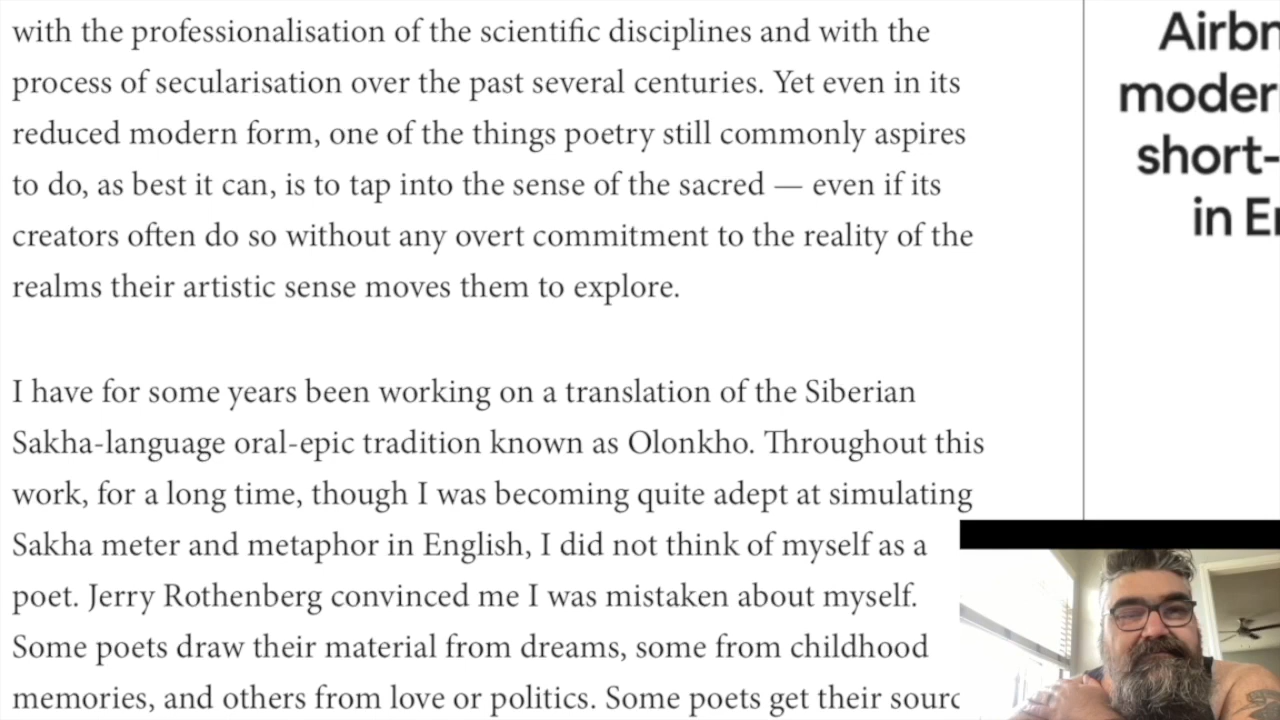 with the professionalisation of the scientific disciplines and with the
process of secularisation over the past several centuries. Yet even in its
reduced modern form, one of the things poetry still commonly aspires
to do, as best it can, is to tap into the sense of the sacred — even if its
creators often do so without any overt commitment to the reality of the
realms their artistic sense moves them to explore.
I have for some years been working on a translation of the Siberian
Sakha-language oral-epic tradition known as Olonkho. Throughout this
work, for a long time, though I was becoming quite adept at simulating
Sakha meter and metaphor in English, I did not think of myself as a
poet. Jerry Rothenberg convinced me I was mistaken about myself.
Some poets draw their material from dreams, some from childhood
memories, and others from love or politics. Some poets get their
short-
in